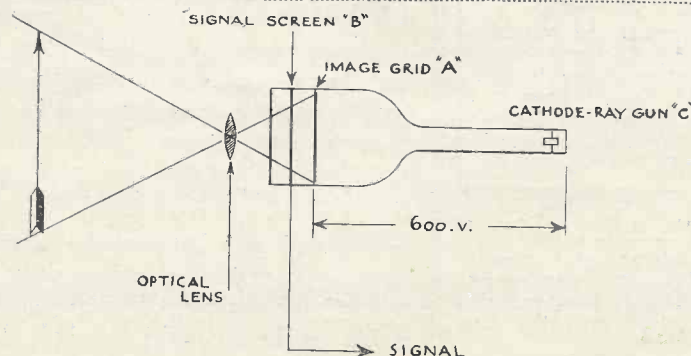 SIGNAL SCREEN "B"
IMAGE GRID "A"
CATHODE-RAY GUN "C"
600.V.
OPTICAL
LENS
SIGNAL